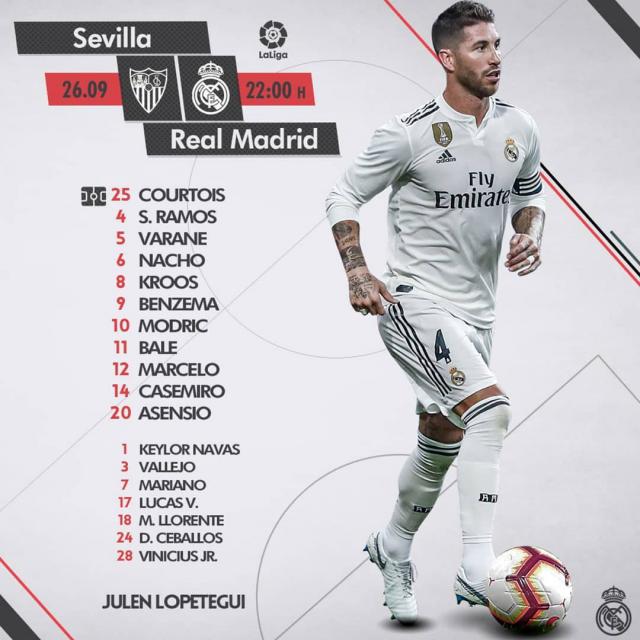 Sevilla
LaLiga
26.09
22:00 H
Real Madrid
25 COURTOIS
4 S. RAMOS
5 VARANE
6 NACHO
8 KROOS
9 BENZEMA
10 MODRIC
11 BALE
12 MARCELO
14 CASEMIRO
20 ASENSIO
1 KEYLOR NAVAS
3 VALLEJO
7 MARIANO
17 LUCAS V.
18 M. LLORENTE
24 D. CEBALLOS
28 VINICIUS JR.
JULEN LOPETEGUI
adidas
Fly
Emirates
4